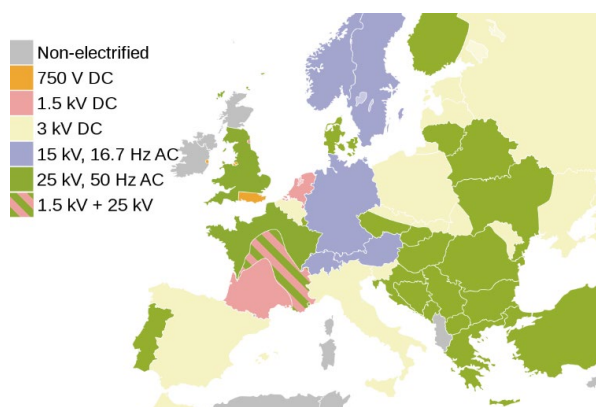 Non-electrified
750 V DC
1.5 kV DC
3 kV DC
15 kV, 16.7 Hz AC
25 kV, 50 Hz AC
1.5 kV + 25 kV